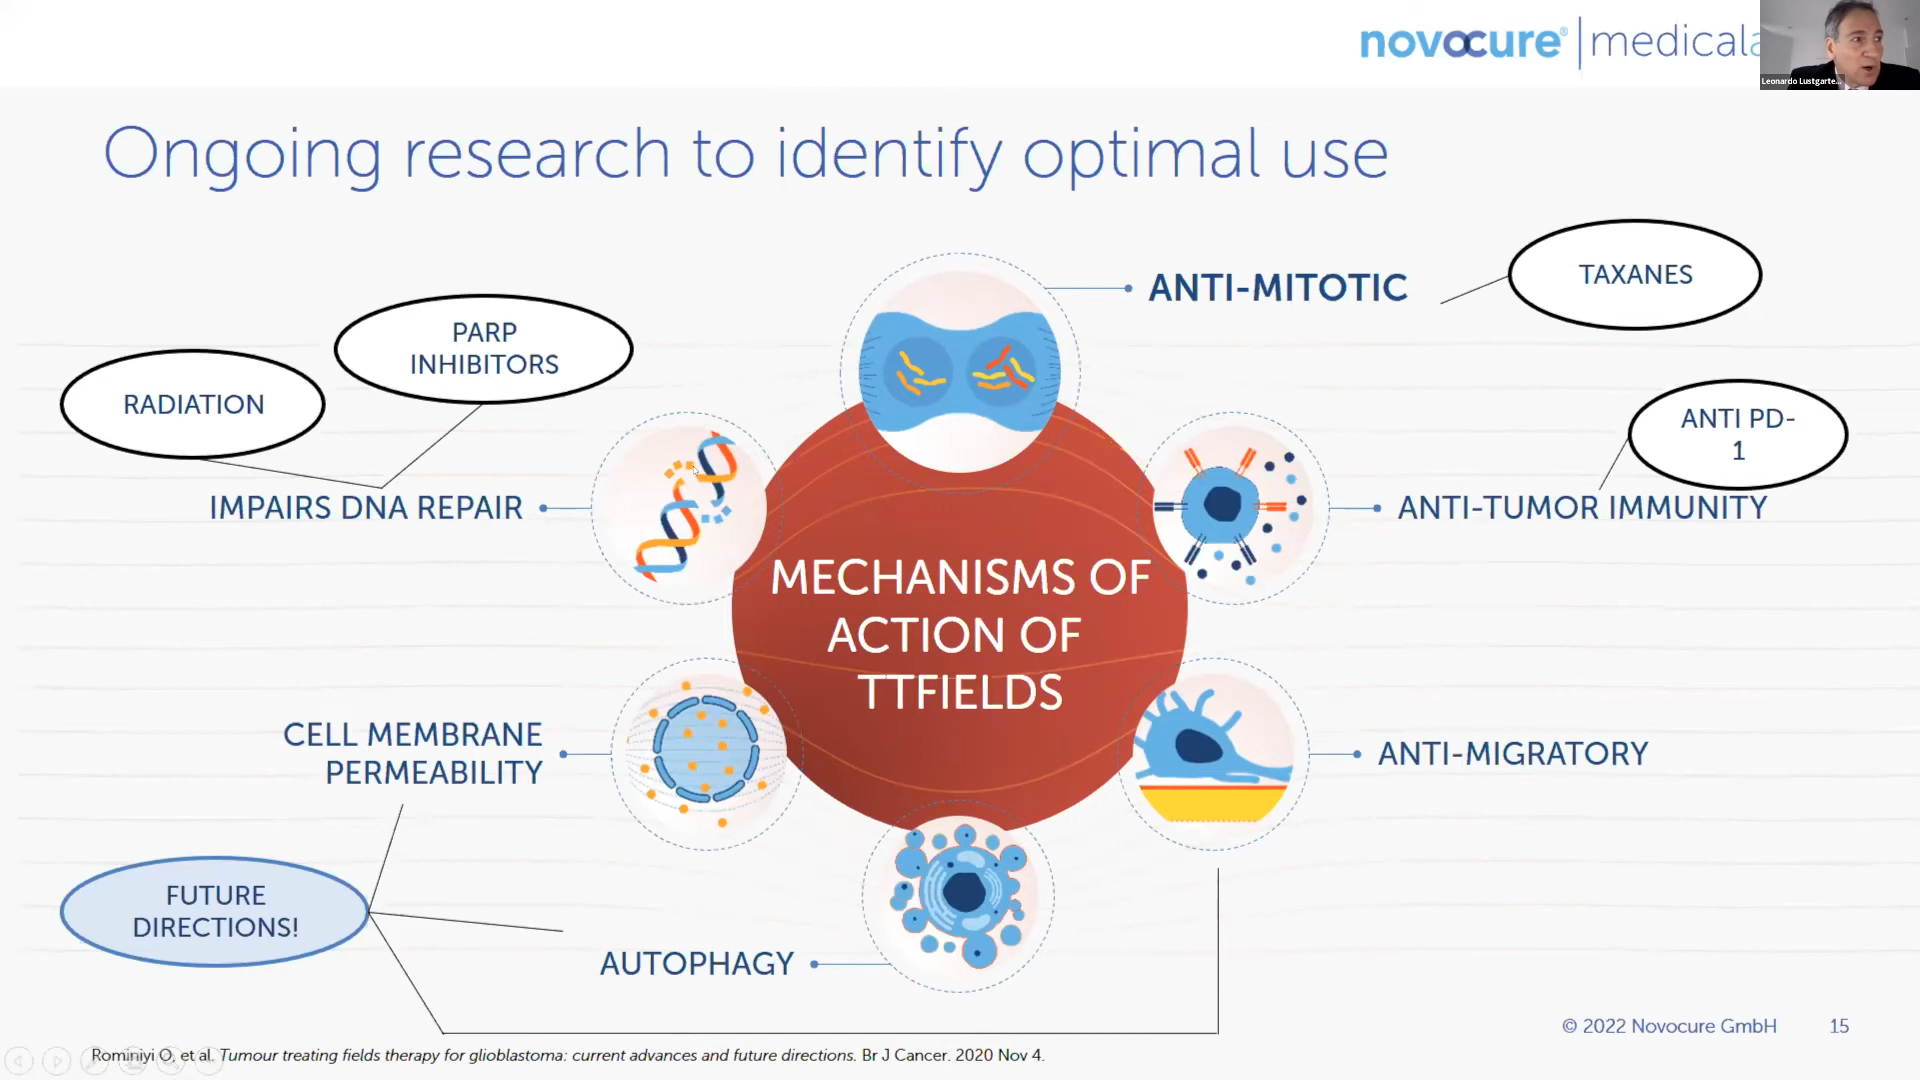 novocure® | medical
Leonardo Lustgarte...
Ongoing research to identify optimal use
TAXANES
ANTI-MITOTIC
PARP
INHIBITORS
RADIATION
ANTI PD-
1
IMPAIRS DNA REPAIR
ANTI-TUMOR IMMUNITY
MECHANISMS OF
ACTION OF
TTFIELDS
CELL MEMBRANE
PERMEABILITY
ANTI-MIGRATORY
FUTURE
DIRECTIONS!
AUTOPHAGY
© 2022 Novocure GmbH 15
Rominiyi O, et al. Tumour treating fields therapy for glioblastoma: current advances and future directions. Br J Cancer. 2020 Nov 4.